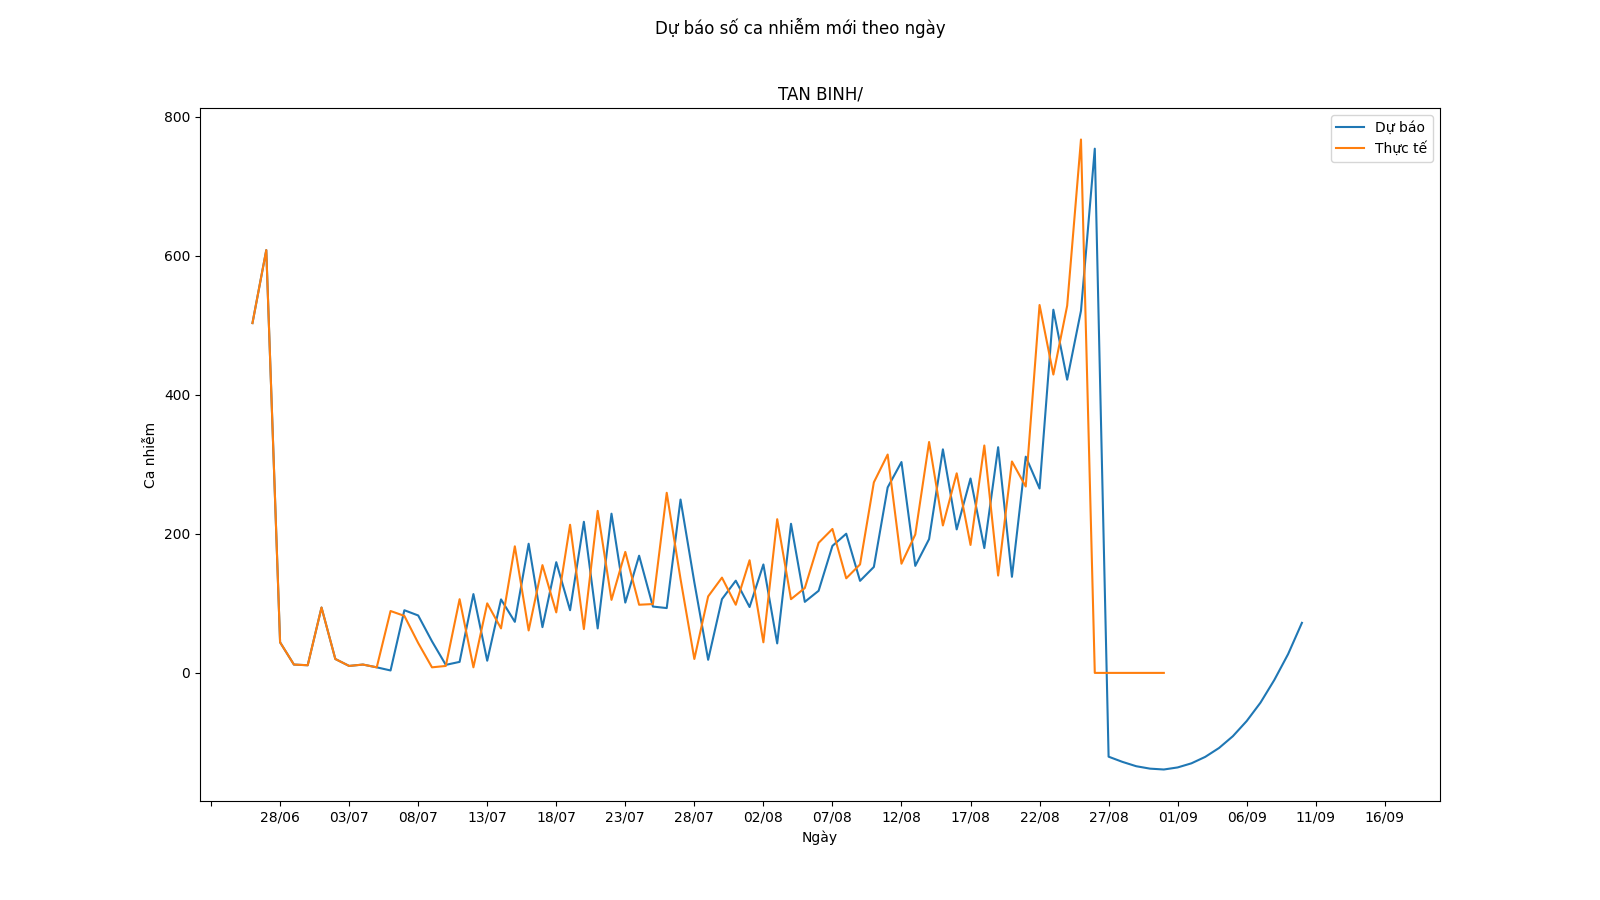 Dự báo số ca nhiễm mới theo ngày
TAN BINH/
Dự báo
Thực tế
800
600
400
200
0
Ca nhiễm
28/06 03/07 08/07 13/07 18/07 23/07 28/07 02/08 07/08 12/08 17/08 22/08 27/08 01/09 06/09 11/09 16/09
Ngày